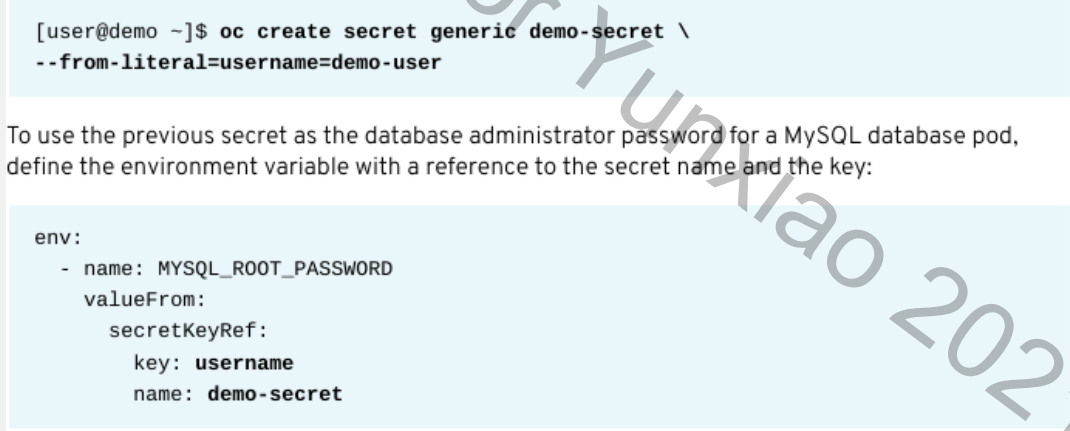 [user@demo ~]$ oc create secret generic demo-secret \
--from-literal=username=demo-user
To use the previous secret as the database administrator password for a MySQL database pod,
define the environment variable with a reference to the secret name and the key:
env:
  - name: MYSQL_ROOT_PASSWORD
    valueFrom:
      secretKeyRef:
        key: username
        name: demo-secret
or Yunxiao 202